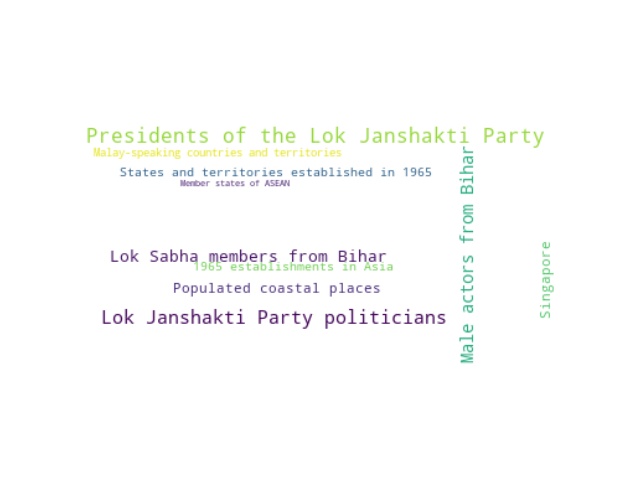 Presidents of the Lok Janshakti Party
Malay-speaking countries and territories
States and territories established in 1965
Member states of ASEAN
Lok Sabha members from Bihar
1965 establishments in Asia
Populated coastal places
Lok Janshakti Party politicians
Male actors from Bihar
Singapore